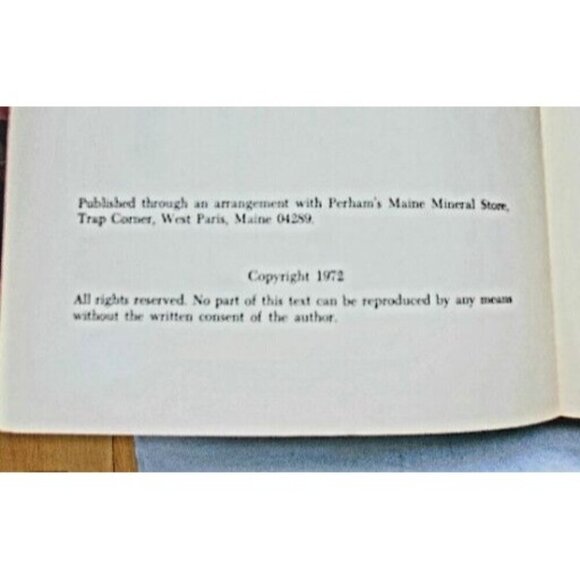 Published through an arrangement with Perham's Maine Mineral Store,
Trap Corner, West Paris, Maine 04289.
Copyright 1972
All rights reserved. No part of this text can be reproduced by any means
without the written consent of the author.